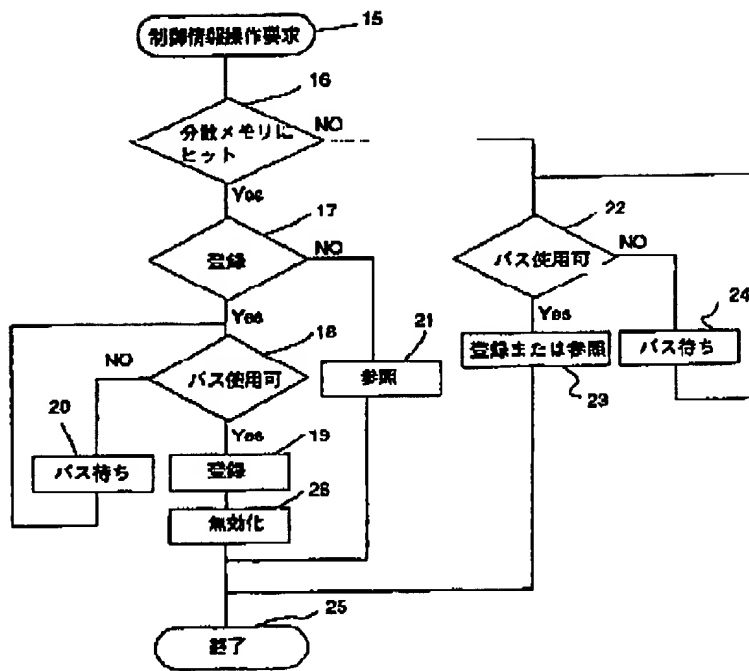 制御情報操作要求
15
16
分散メモリに
ヒット
NO
Yes
17
登録
NO
Yes
18
NO
バス使用可
20
Yes
19
バス待ち
登録
26
無効化
21
参照
22
バス使用可
NO
Yes
24
登録または参照
バス待ち
23
25
終了